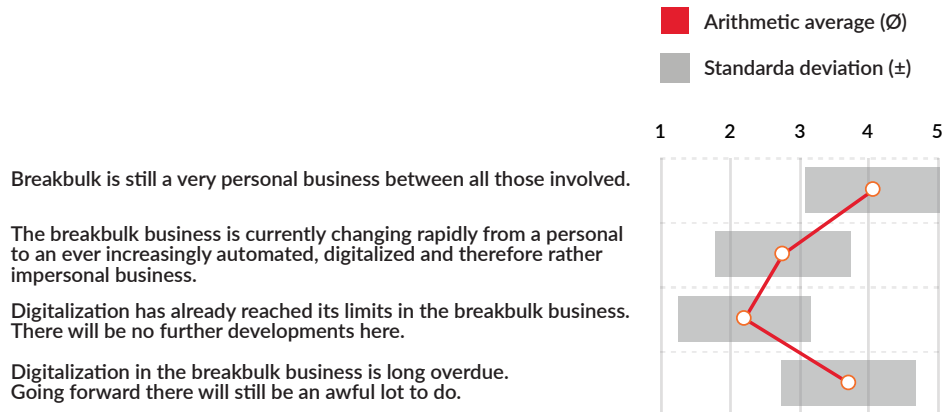 Arithmetic average (Ø)
Standarda deviation (±)
1 2 3 4 5
Breakbulk is still a very personal business between all those involved.
The breakbulk business is currently changing rapidly from a personal
to an ever increasingly automated, digitalized and therefore rather
impersonal business.
Digitalization has already reached its limits in the breakbulk business.
There will be no further developments here.
Digitalization in the breakbulk business is long overdue.
Going forward there will still be an awful lot to do.